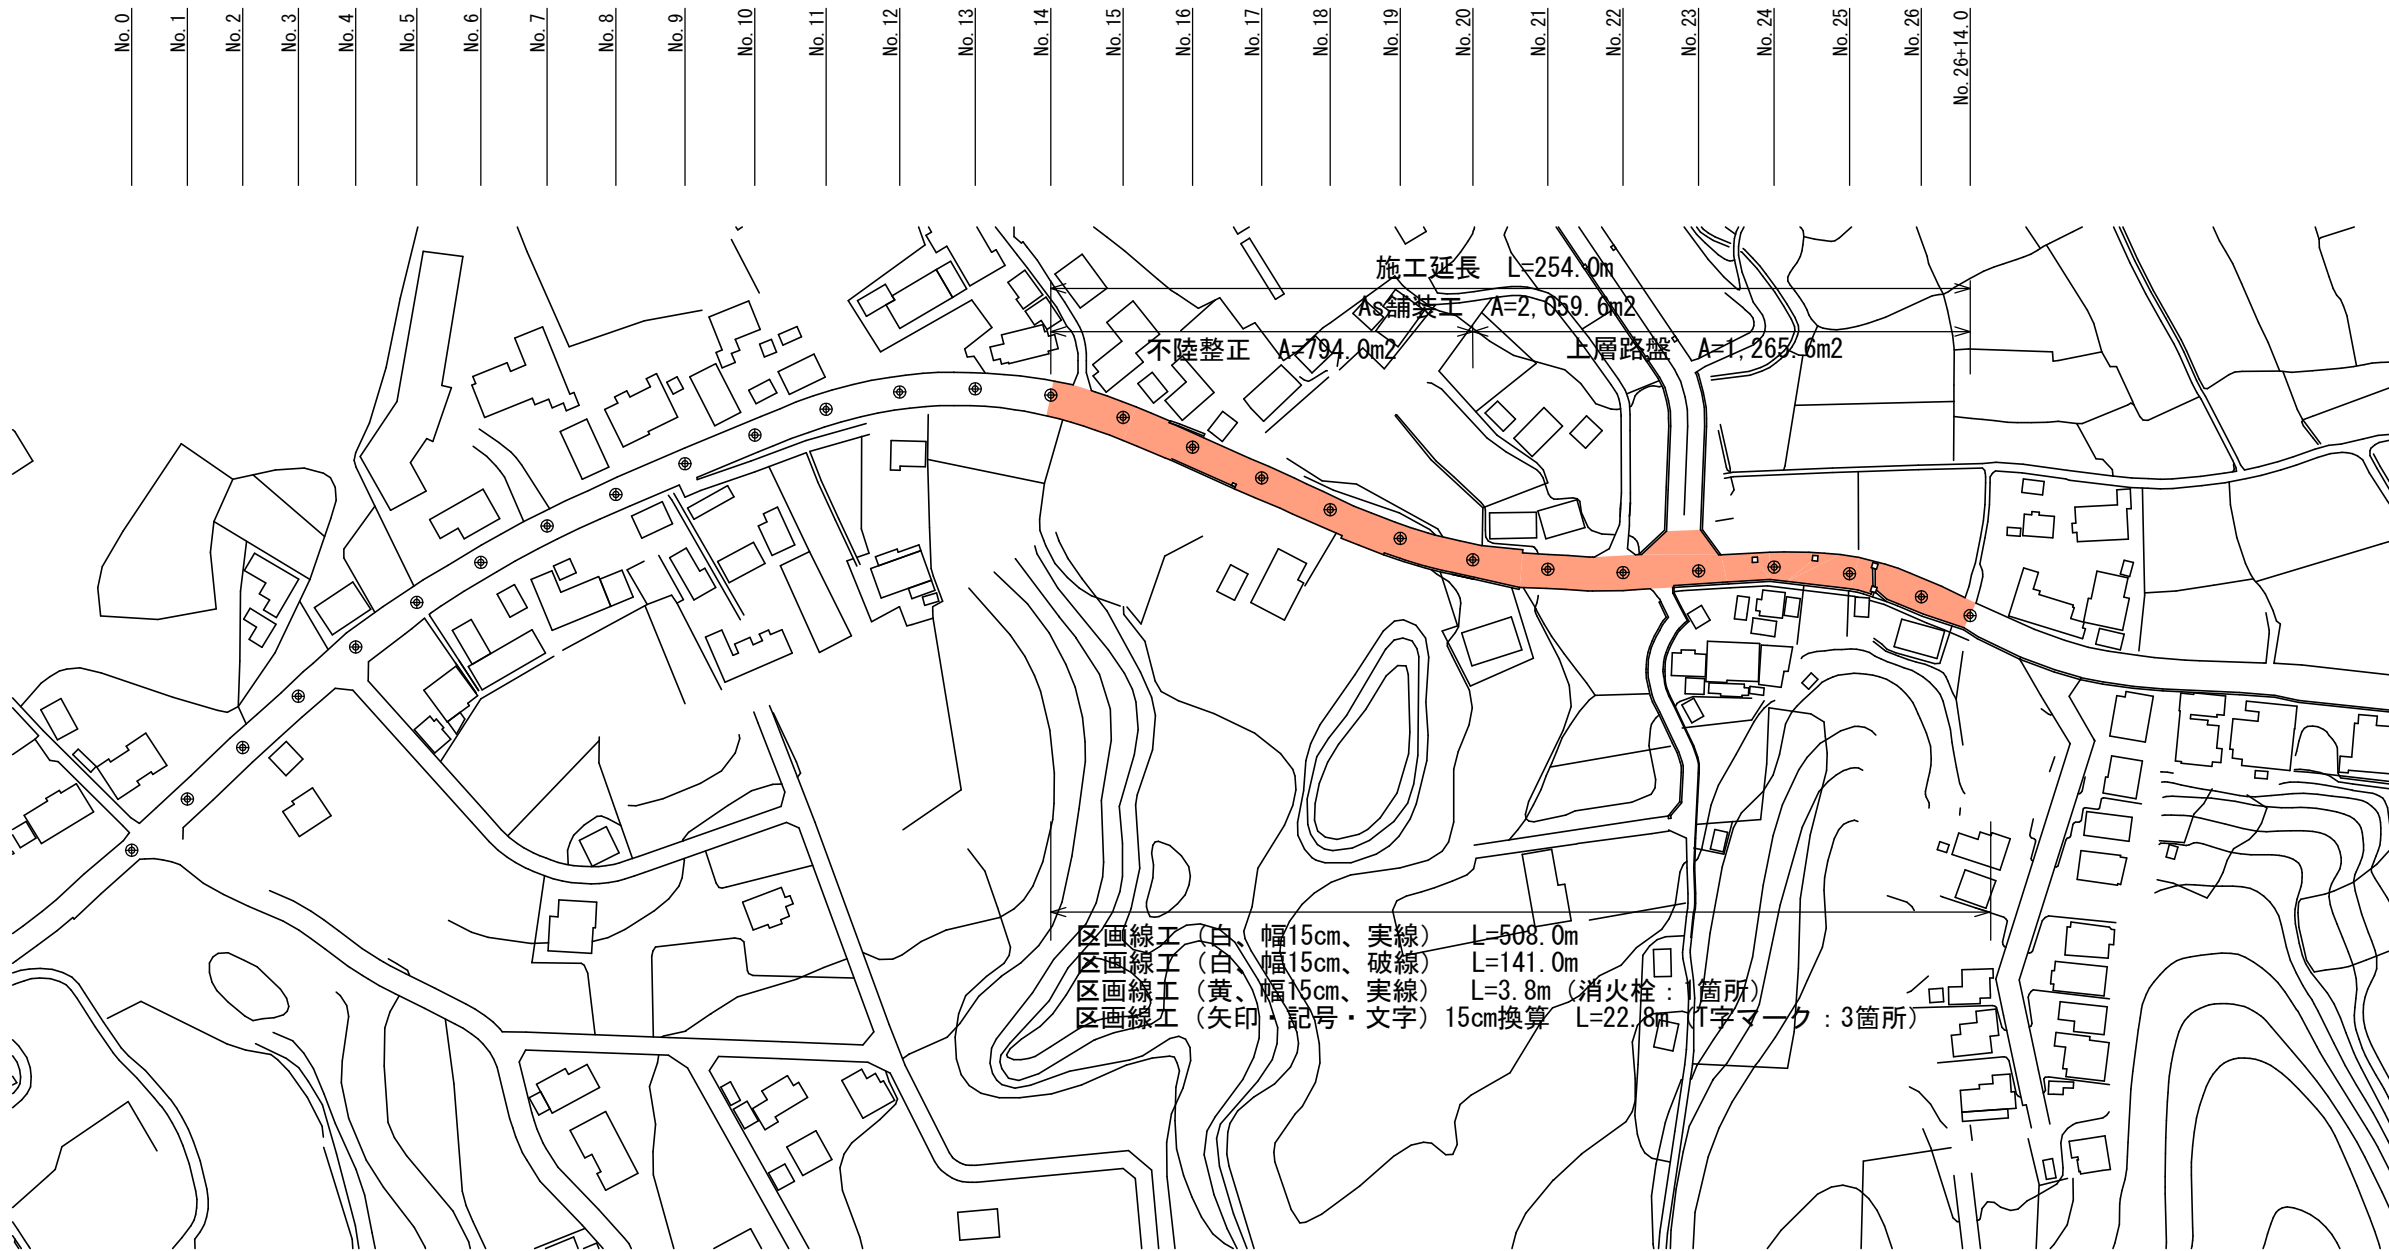 No. 0
No. 1
No. 2
No. 3
No. 4
No. 5
No. 6
No. 7
No. 8
No. 9
No. 10
No. 11
No. 12
No. 13
No. 14
No. 15
No. 16
No. 17
No. 18
No. 19
No. 20
No. 21
No. 22
No. 23
No. 24
No. 25
No. 26
No. 26+14.0
施工延長 L=254.0m
As舗装工 A=2,059.6m2
不陸整正 A=794.0m2
上層路盤 A=1,265.6m2
区画線工（白、幅15cm、実線） L=508.0m
区画線工（白、幅15cm、破線） L=141.0m
区画線工（黄、幅15cm、実線） L=3.8m（消火栓：1箇所）
区画線工（矢印・記号・文字）15cm換算 L=22.8m（T字マーク：3箇所）